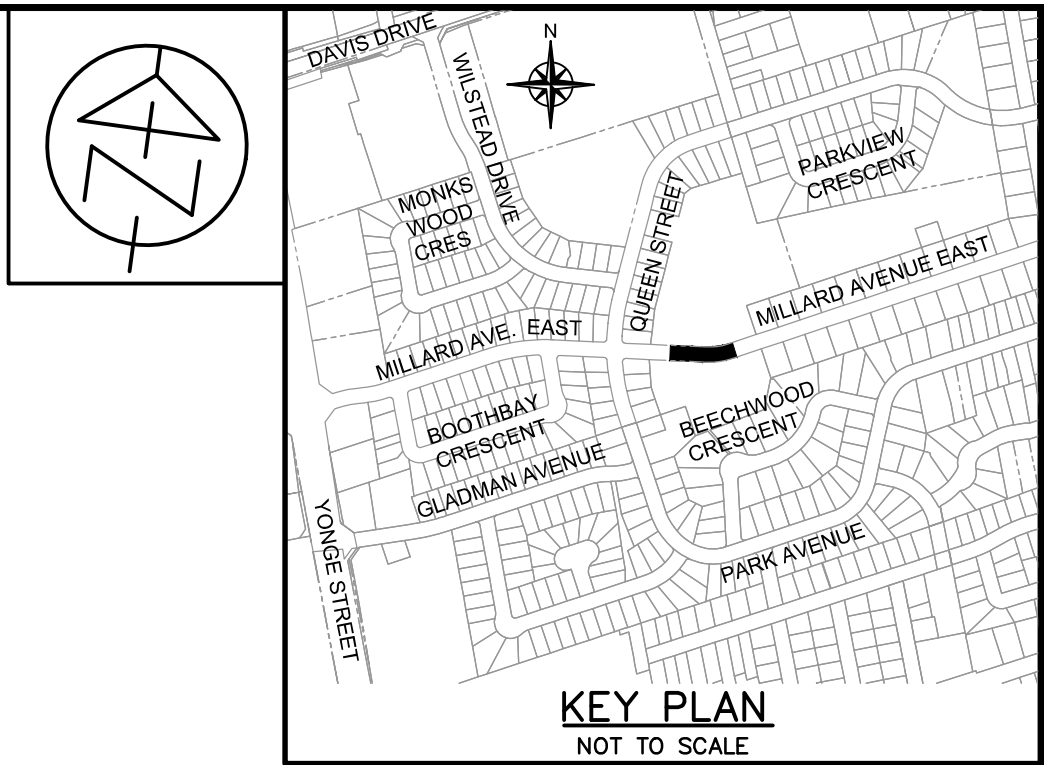 N
DAVIS DRIVE
N
WILSTEAD DRIVE
PARKVIEW
CRESCENT
MONKS
WOOD
CRES
QUEEN STREET
MILLARD AVENUE EAST
MILLARD AVE. EAST
BEECHWOOD
CRESCENT
BOOTHBAY
CRESCENT
GLADMAN AVENUE
YONGE STREET
PARK AVENUE
KEY PLAN
NOT TO SCALE